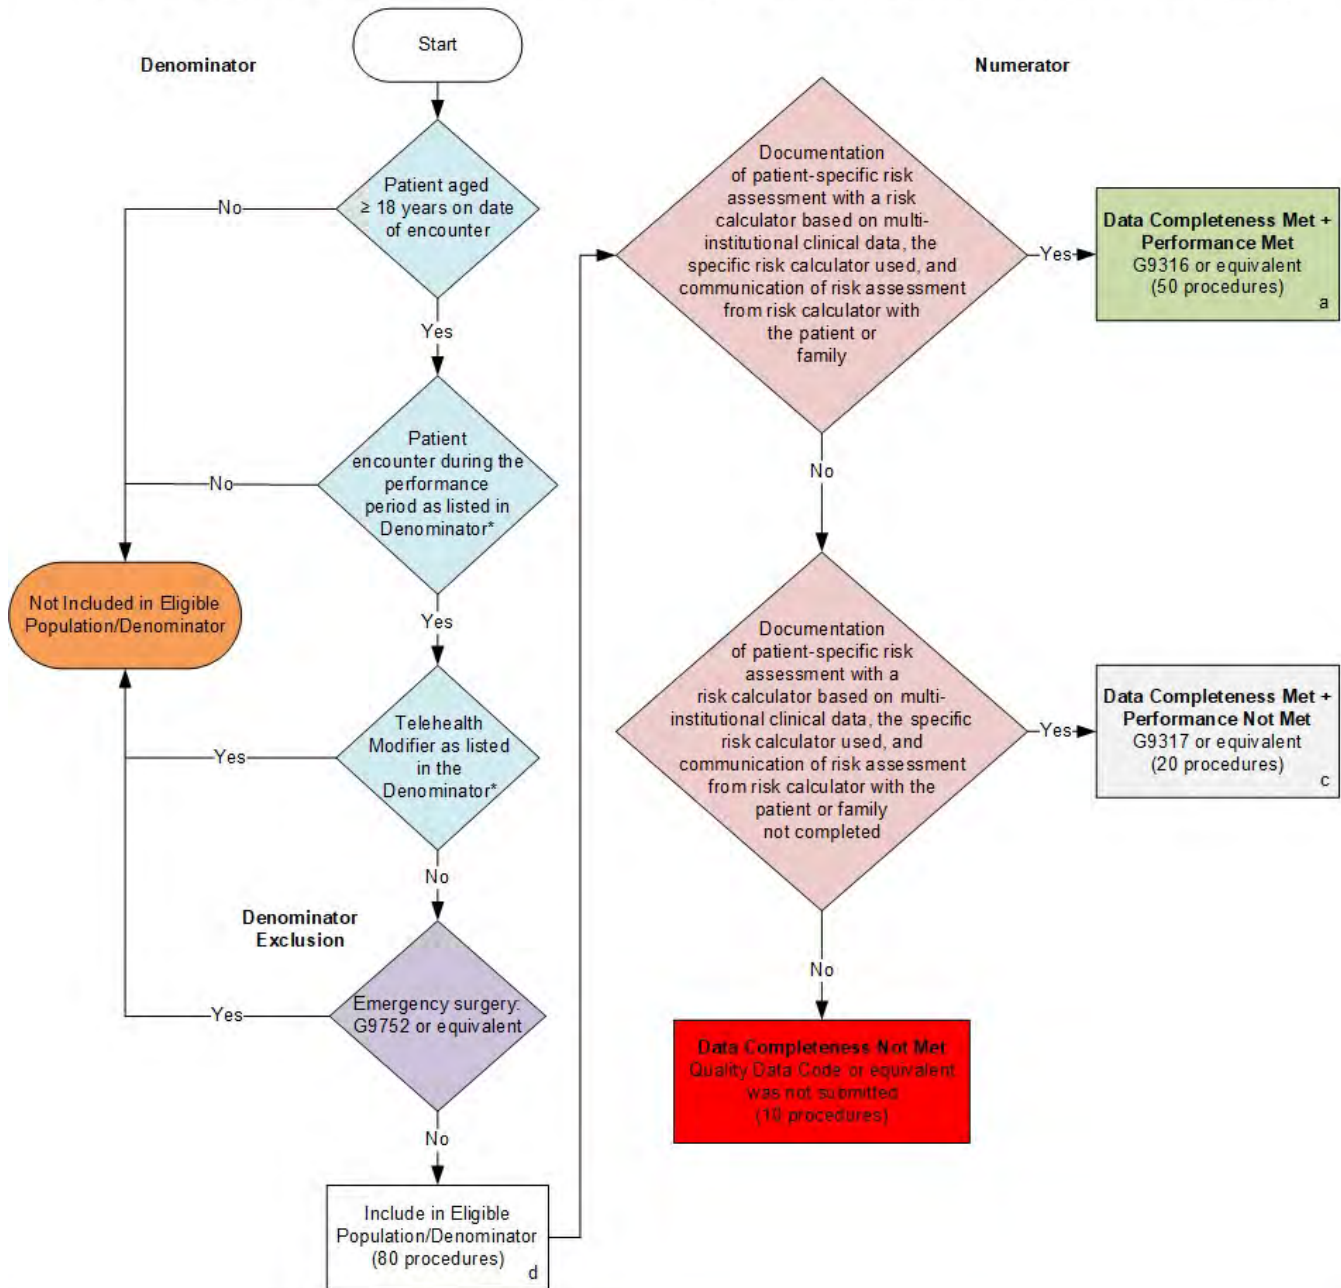 Start
Denominator
Patient aged
≥ 18 years on date
of encounter
No
Yes
Patient
encounter during the
performance
period as listed in
Denominator*
No
Not Included in Eligible
Population/Denominator
Yes
Telehealth
Modifier as listed
in the
Denominator*
Yes
No
Denominator
Exclusion
Emergency surgery:
G9752 or equivalent
Yes
No
Include in Eligible
Population/Denominator
(80 procedures)
d
Numerator
Documentation
of patient-specific risk
assessment with a risk
calculator based on multi-
institutional clinical data, the
specific risk calculator used, and
communication of risk assessment
from risk calculator with
the patient or
family
Yes
Data Completeness Met +
Performance Met
G9316 or equivalent
(50 procedures)
a
No
Documentation
of patient-specific risk
assessment with a
risk calculator based on multi-
institutional clinical data, the specific
risk calculator used, and
communication of risk assessment
from risk calculator with the
patient or family
not completed
Yes
Data Completeness Met +
Performance Not Met
G9317 or equivalent
(20 procedures)
c
No
Data Completeness Not Met
Quality Data Code or equivalent
was not submitted
(10 procedures)